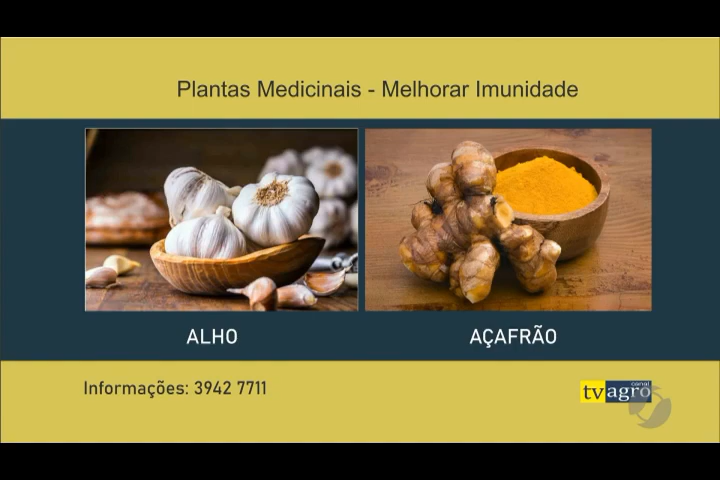 Plantas Medicinais - Melhorar Imunidade
ALHO
AÇAFRÃO
Informações: 3942 7711
canal
tv agro